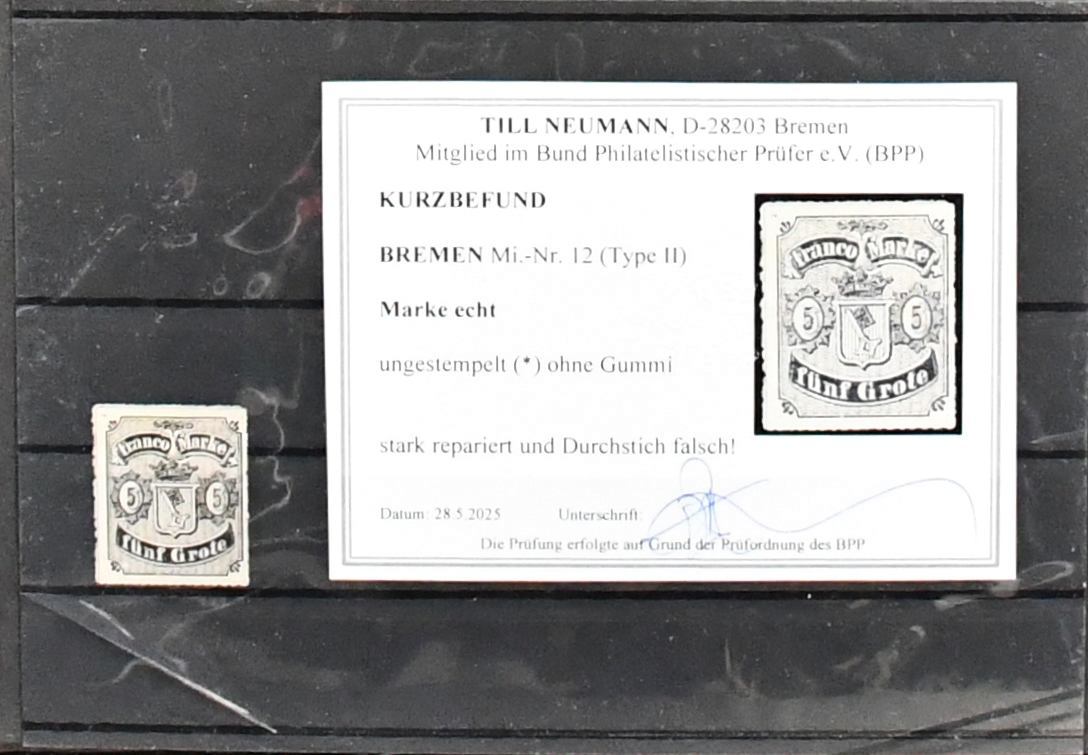 TILL NEUMANN, D-28203 Bremen
Mitglied im Bund Philatelistischer Prüfer e.V. (BPP)
KURZBEFUND
BREMEN Mi.-Nr. 12 (Type II)
Marke echt
ungestempelt (*) ohne Gummi
stark repariert und Durchstich falsch!
Datum: 28.5.2025 Unterschrift:
Die Prüfung erfolgte auf Grund der Prüfordnung des BPP
franco Marke
5 5
fünf Grote
franco Marke
5 5
fünf Grote